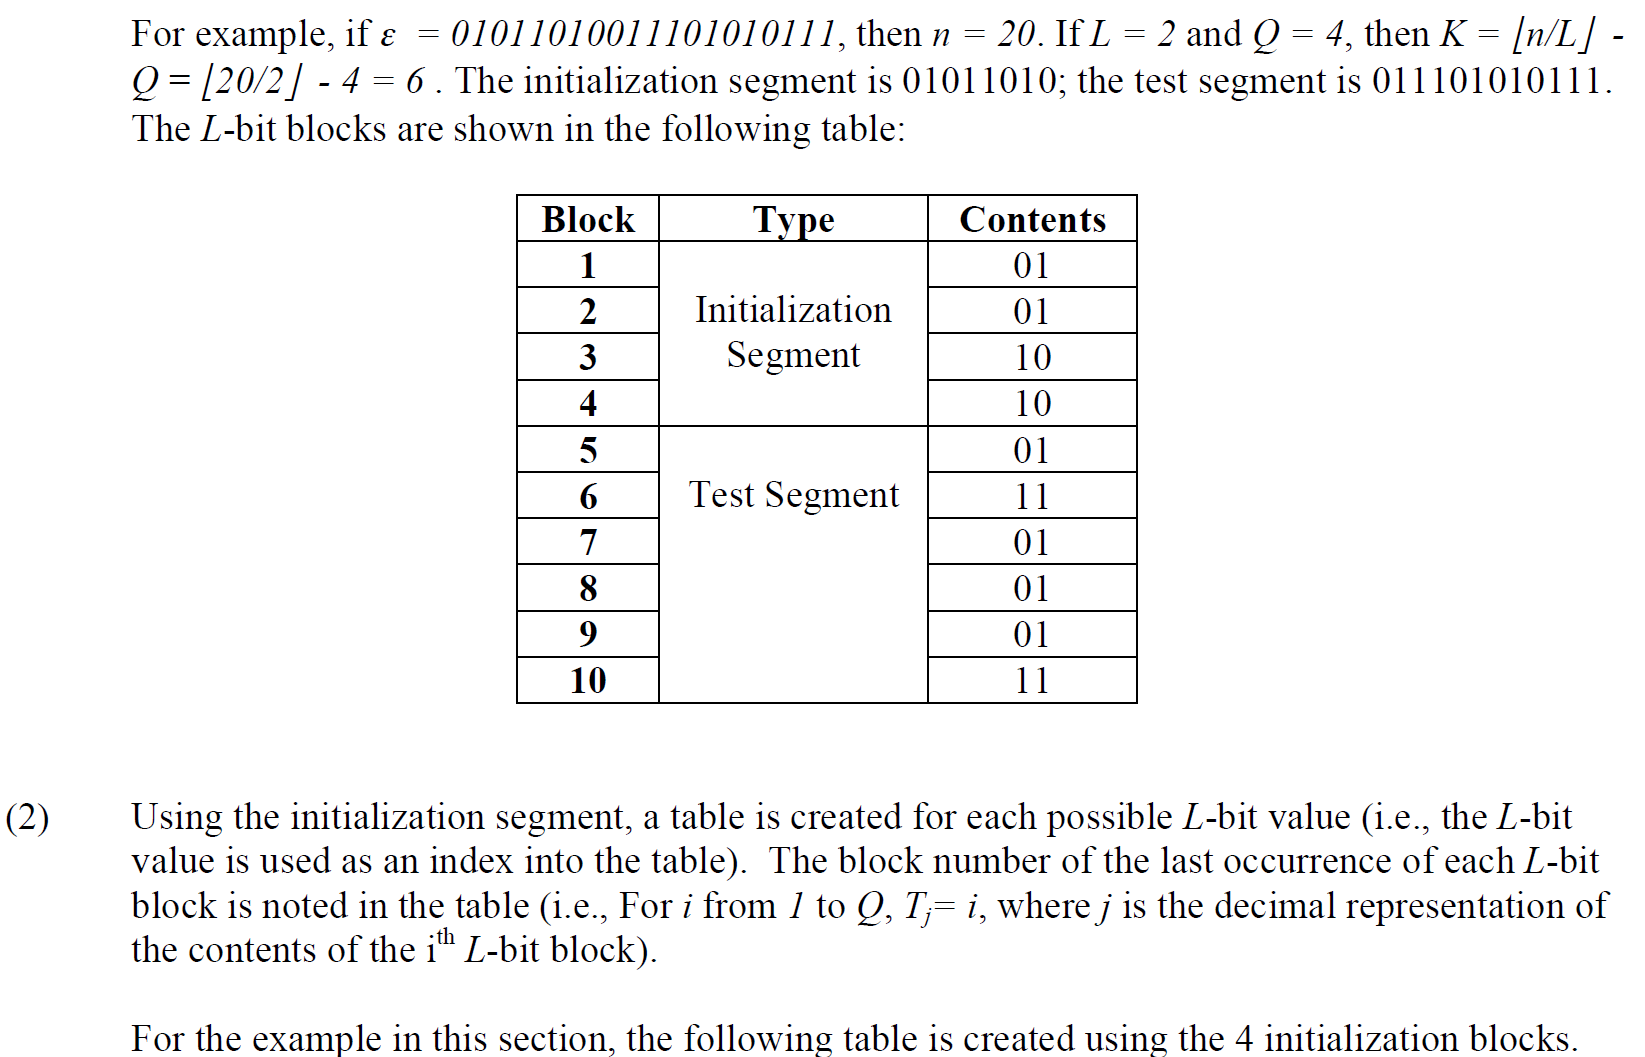 For example, if ε = 01011010011101010111, then n = 20. If L = 2 and Q = 4, then K = ⌊n/L⌋ -
Q = ⌊20/2⌋ - 4 = 6 . The initialization segment is 01011010; the test segment is 011101010111.
The L-bit blocks are shown in the following table:
Block Type Contents
1 01
2 Initialization 01
3 Segment 10
4 10
5 01
6 Test Segment 11
7 01
8 01
9 01
10 11
(2) Using the initialization segment, a table is created for each possible L-bit value (i.e., the L-bit
value is used as an index into the table). The block number of the last occurrence of each L-bit
block is noted in the table (i.e., For i from 1 to Q, Tj= i, where j is the decimal representation of
the contents of the ith L-bit block).
For the example in this section, the following table is created using the 4 initialization blocks.